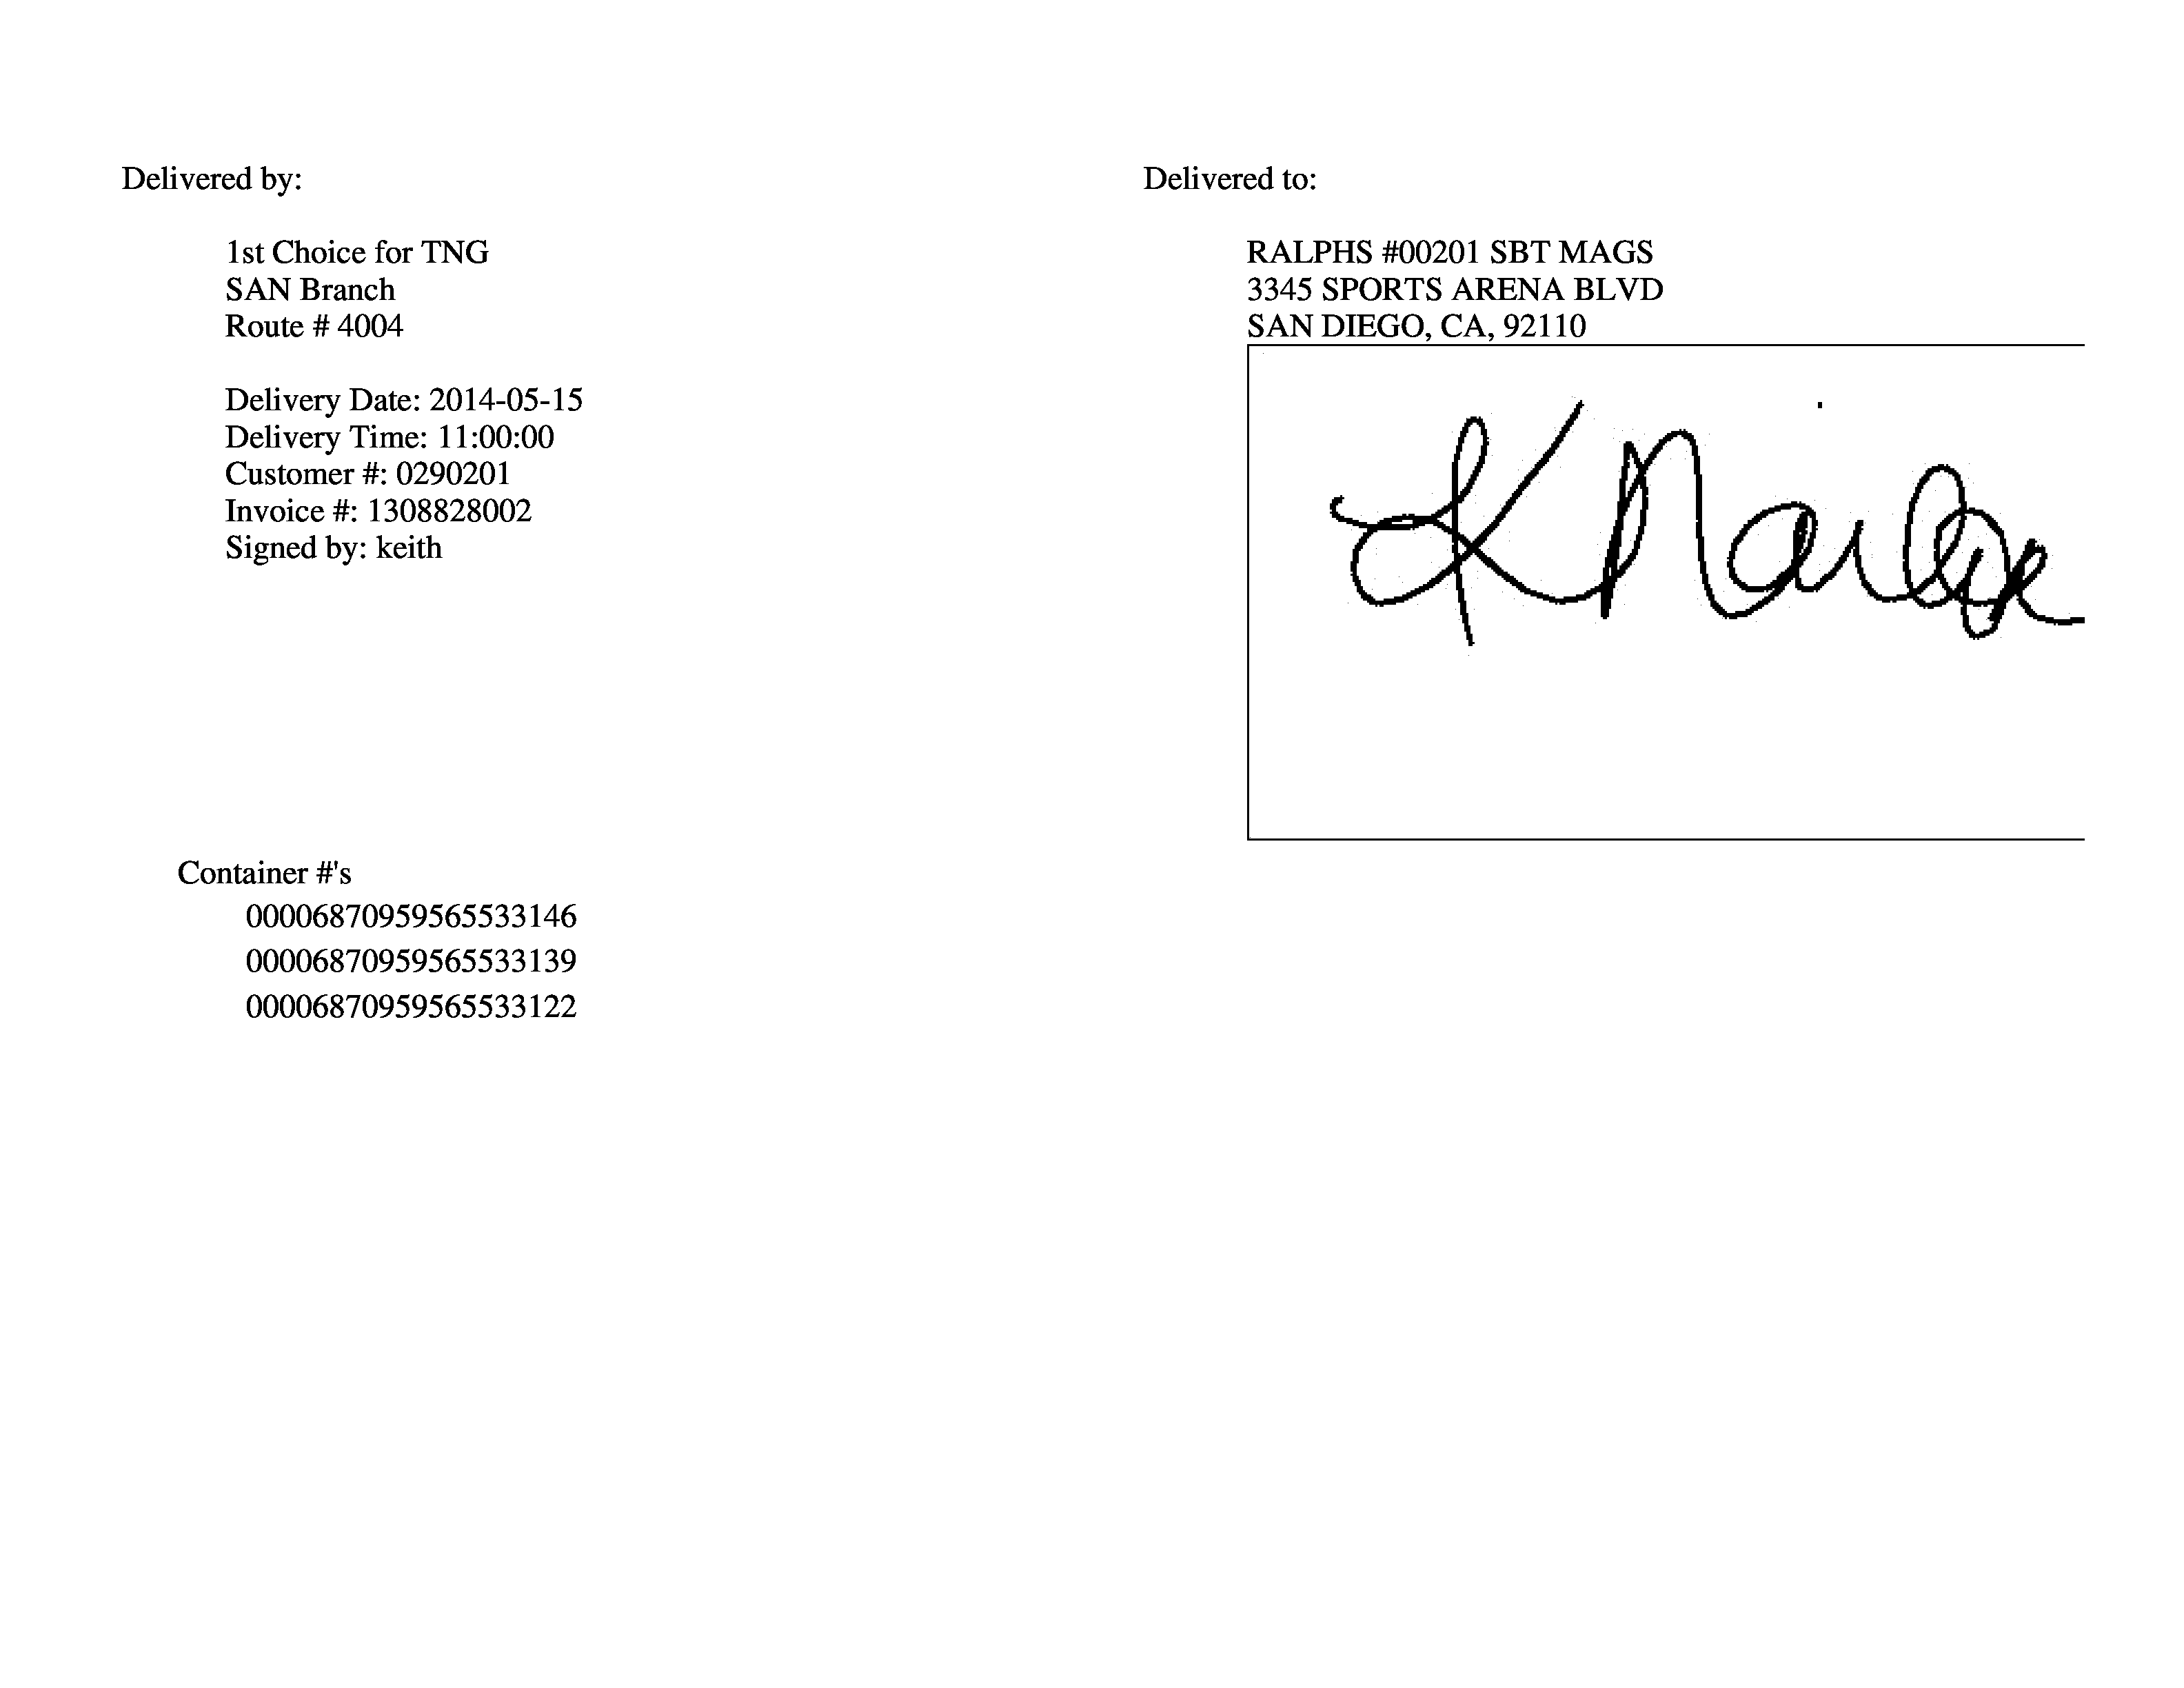 Delivered by:
1st Choice for TNG
SAN Branch
Route # 4004
Delivery Date: 2014-05-15
Delivery Time: 11:00:00
Customer #: 0290201
Invoice #: 1308828002
Signed by: keith
Delivered to:
RALPHS #00201 SBT MAGS
3345 SPORTS ARENA BLVD
SAN DIEGO, CA, 92110
Container #'s
00006870959565533146
00006870959565533139
00006870959565533122